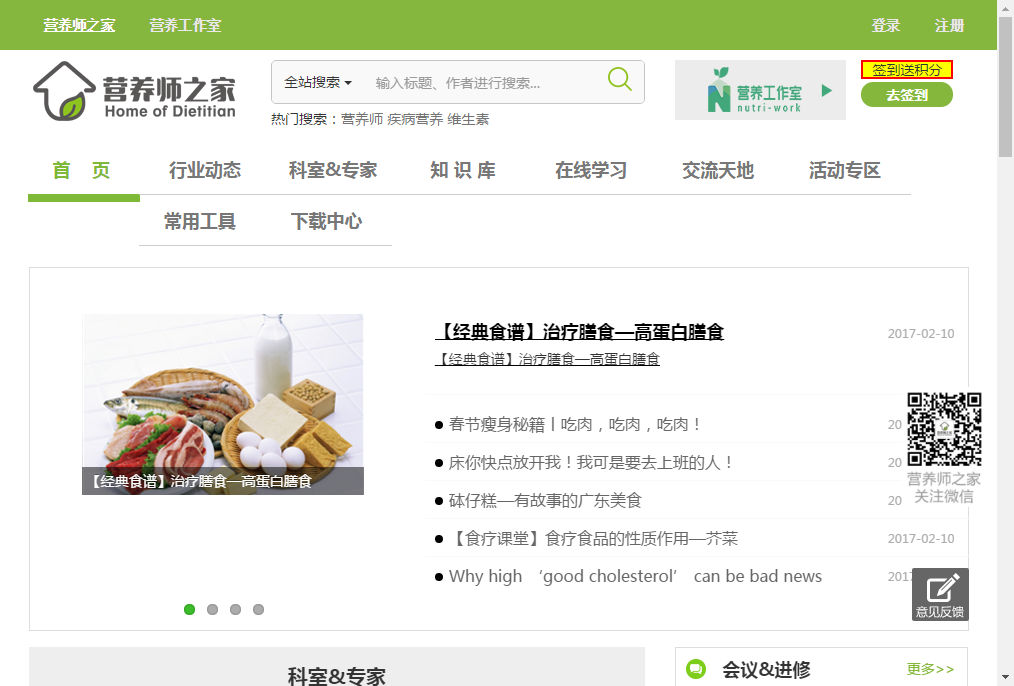 营养师之家 营养工作室 登录 注册
营养师之家
Home of Dietitian
全站搜索 输入标题、作者进行搜索...
热门搜索：营养师 疾病营养 维生素
营养工作室
nutri-work
签到送积分
去签到
首 页 行业动态 科室&专家 知 识 库 在线学习 交流天地 活动专区
常用工具 下载中心
【经典食谱】治疗膳食—高蛋白膳食
【经典食谱】治疗膳食—高蛋白膳食 2017-02-10
【经典食谱】治疗膳食—高蛋白膳食
春节瘦身秘籍丨吃肉，吃肉，吃肉！ 20
床你快点放开我！我可是要去上班的人！ 20
钵仔糕—有故事的广东美食 20
【食疗课堂】食疗食品的性质作用—芥菜 2017-02-10
Why high ‘good cholesterol’ can be bad news 2017
营养师之家
关注微信
意见反馈
科室&专家
会议&进修 更多>>